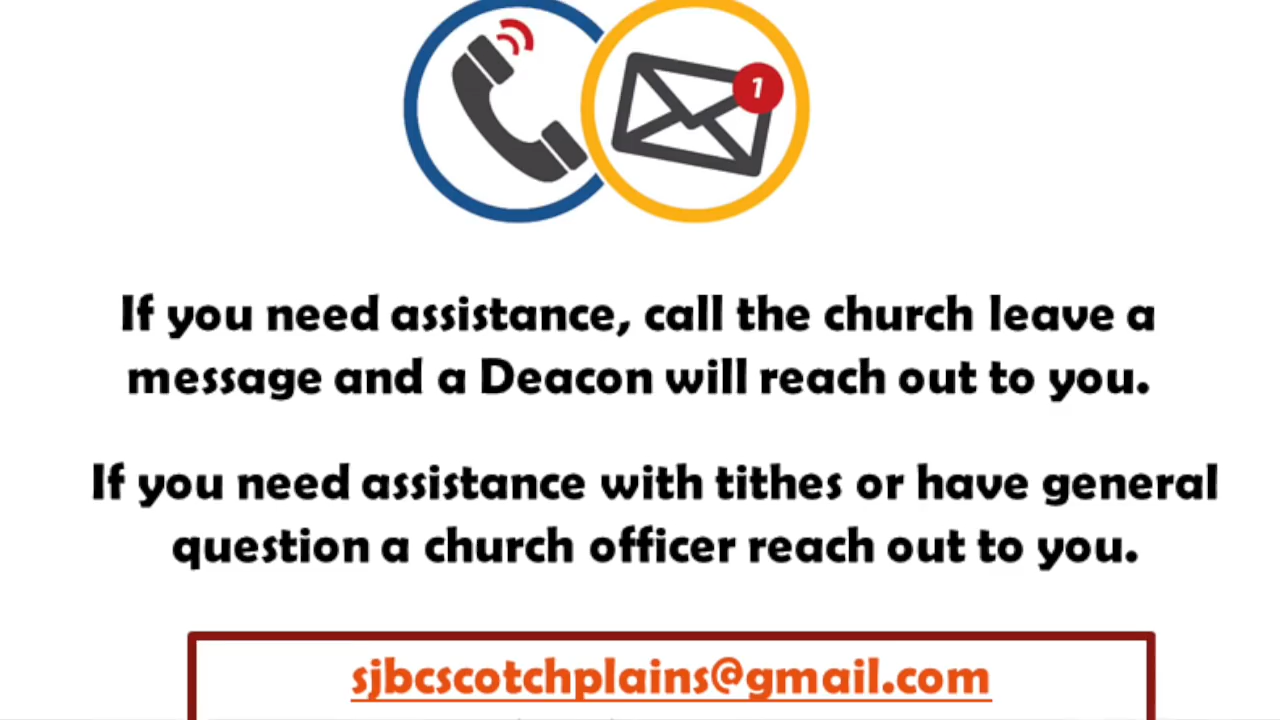 1
If you need assistance, call the church leave a
message and a Deacon will reach out to you.
If you need assistance with tithes or have general
question a church officer reach out to you.
sjbcscotchplains@gmail.com